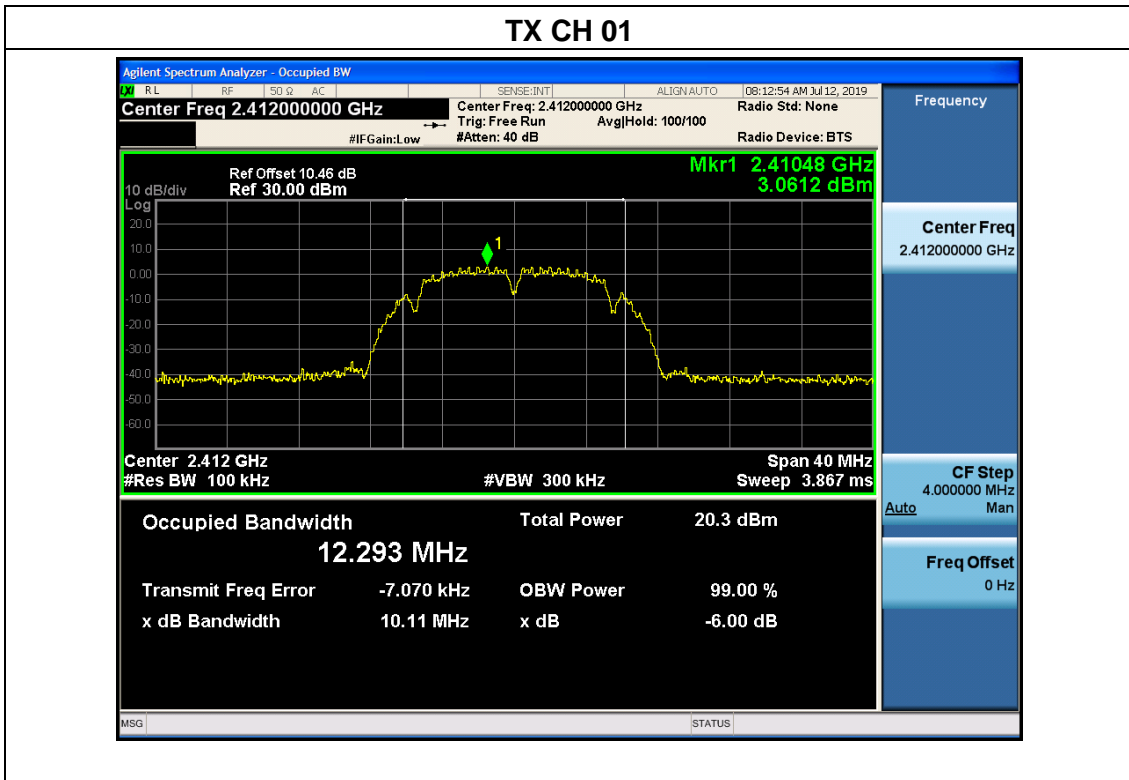 TX CH 01
Agilent Spectrum Analyzer - Occupied BW
LXI RL RF 50 Ω AC SENSE:INT ALIGN AUTO 08:12:54 AM Jul 12, 2019
Center Freq 2.412000000 GHz
Center Freq: 2.412000000 GHz
Radio Std: None
Trig: Free Run Avg|Hold: 100/100
#IFGain:Low #Atten: 40 dB Radio Device: BTS
Mkr1 2.41048 GHz
3.0612 dBm
Ref Offset 10.46 dB
10 dB/div Ref 30.00 dBm
Log
20.0
10.0
1
0.00
-10.0
-20.0
-30.0
-40.0
-50.0
-60.0
Center 2.412 GHz Span 40 MHz
#Res BW 100 kHz #VBW 300 kHz Sweep 3.867 ms
Occupied Bandwidth Total Power 20.3 dBm
12.293 MHz
Transmit Freq Error -7.070 kHz OBW Power 99.00 %
x dB Bandwidth 10.11 MHz x dB -6.00 dB
Frequency
Center Freq
2.412000000 GHz
CF Step
4.000000 MHz
Auto Man
Freq Offset
0 Hz
MSG STATUS